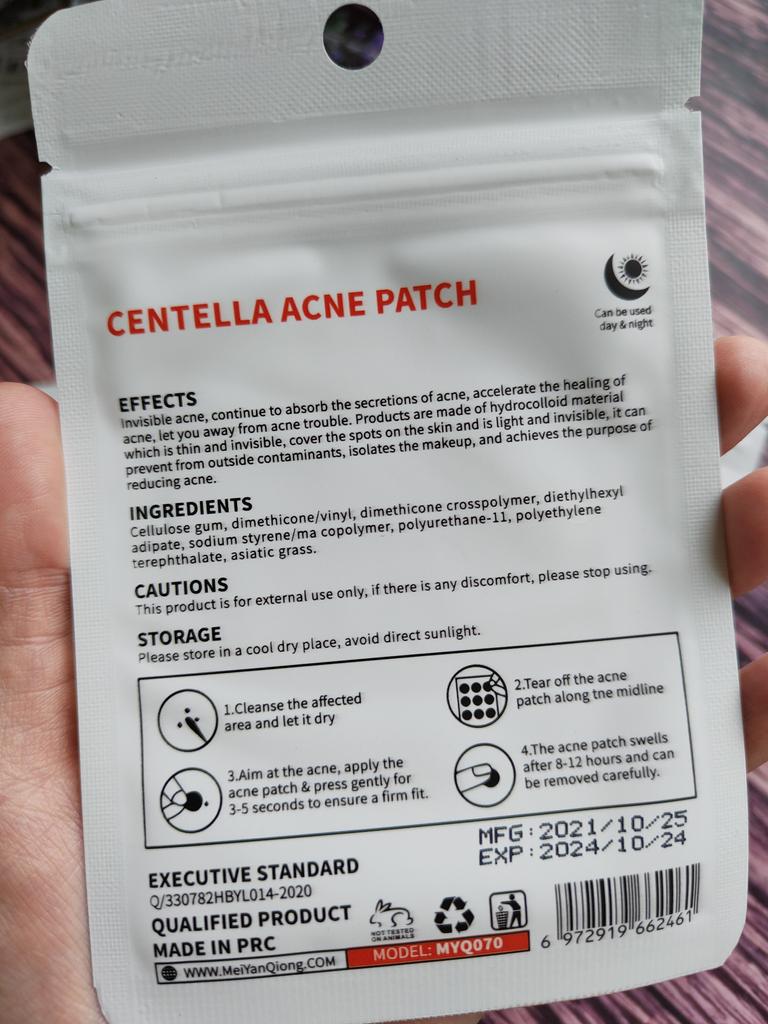 CENTELLA ACNE PATCH
Can be used
day & night
EFFECTS
Invisible acne, continue to absorb the secretions of acne, accelerate the healing of
acne, let you away from acne trouble. Products are made of hydrocolloid material
which is thin and invisible, cover the spots on the skin and is light and invisible, it can
prevent from outside contaminants, isolates the makeup, and achieves the purpose of
reducing acne.
INGREDIENTS
Cellulose gum, dimethicone/vinyl, dimethicone crosspolymer, diethylhexyl
adipate, sodium styrene/ma copolymer, polyurethane-11, polyethylene
terephthalate, asiatic grass.
CAUTIONS
This product is for external use only, if there is any discomfort, please stop using.
STORAGE
Please store in a cool dry place, avoid direct sunlight.
1.Cleanse the affected
area and let it dry
2.Tear off the acne
patch along tne midline
3.Aim at the acne, apply the
acne patch & press gently for
3-5 seconds to ensure a firm fit.
4.The acne patch swells
after 8-12 hours and can
be removed carefully.
MFG:2021/10/25
EXP:2024/10/24
EXECUTIVE STANDARD
Q/330782HBYL014-2020
QUALIFIED PRODUCT
MADE IN PRC
NOT TESTED
ON ANIMALS
WWW.MeiYanQiong.COM
MODEL: MYQ070
6 972919 662461